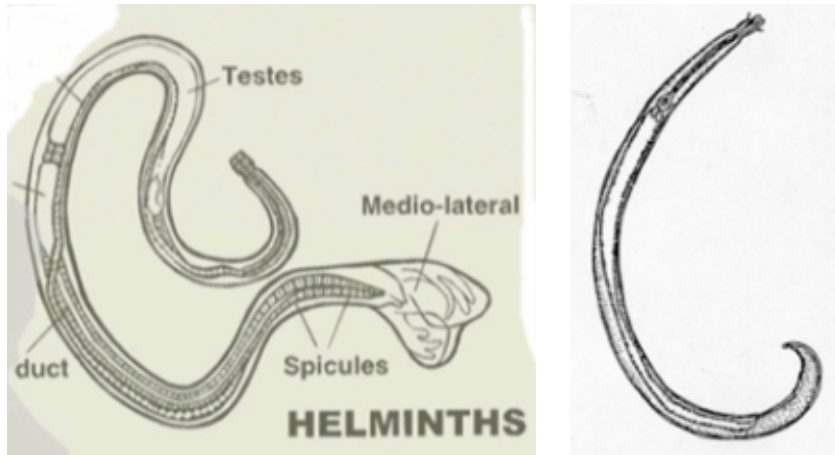 Testes
Medio-lateral
duct
Spicules
HELMINTHS